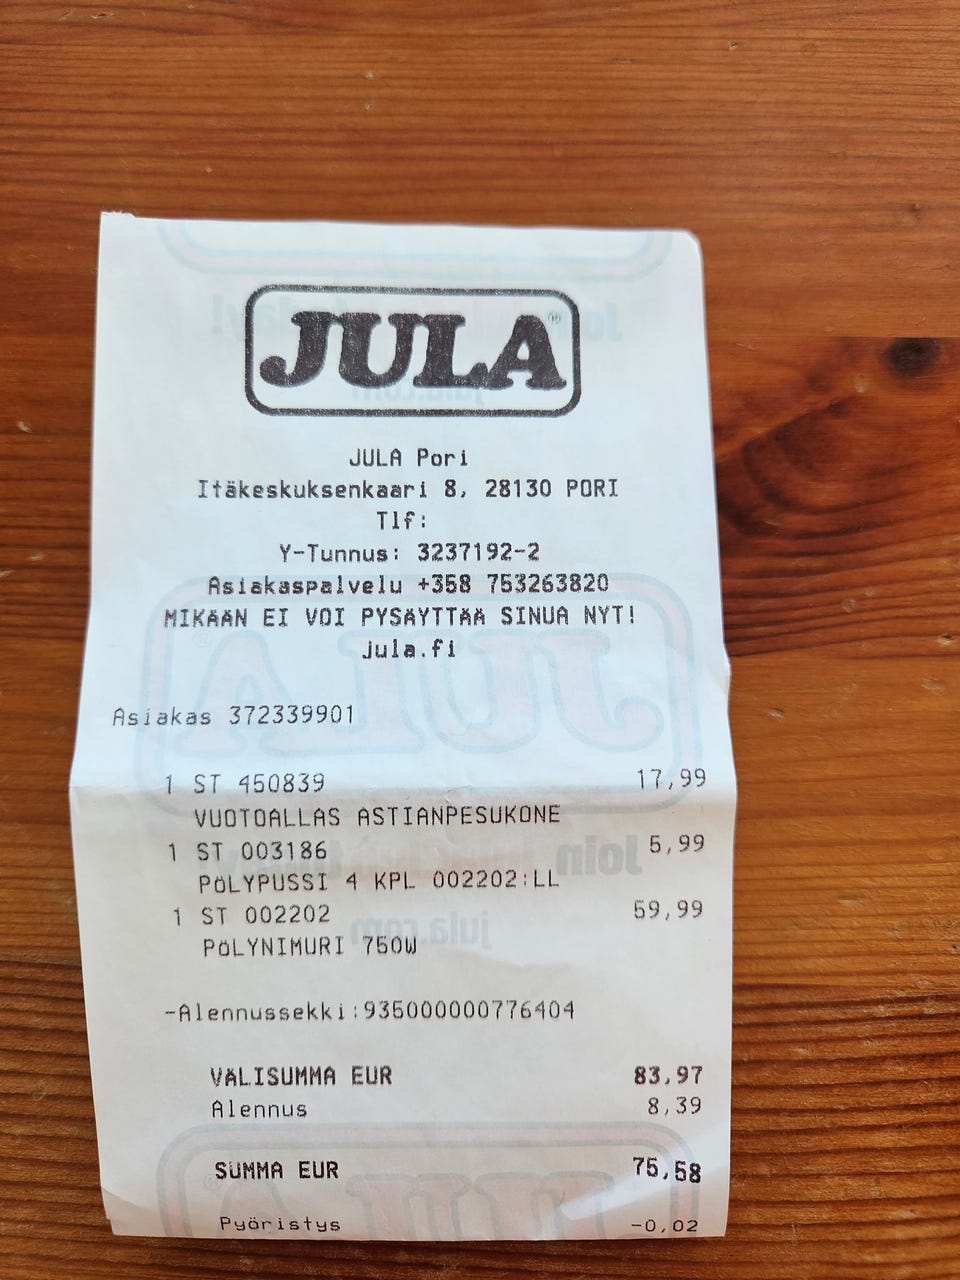 JULA®
JULA Pori
Itäkeskuksenkaari 8, 28130 PORI
Tlf:
Y-Tunnus: 3237192-2
Asiakaspalvelu +358 753263820
MIKÄÄN EI VOI PYSÄYTTÄÄ SINUA NYT!
jula.fi
Asiakas 372339901
1 ST 450839 17,99
VUOTOALLAS ASTIANPESUKONE
1 ST 003186 5,99
PÖLYPUSSI 4 KPL 002202:LL
1 ST 002202 59,99
PÖLYNIMURI 750W
-Alennussekki:935000000776404
VÄLISUMMA EUR 83,97
Alennus 8,39
SUMMA EUR 75,58
Pyöristys -0,02